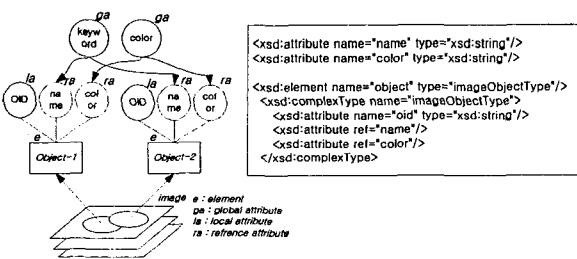 ga
ga
keyw
ord
color
la
ra
ra
la
ra
ra
OID
na
me
col
or
OID
na
me
col
or
e
e
Object-1
Object-2
image
e : element
ga : global attribute
la : local attribute
ra : refrence attribute
<xsd:attribute name="name" type="xsd:string"/>
<xsd:attribute name="color" type="xsd:string"/>
<xsd:element name="object" type="imageObjectType"/>
<xsd:complexType name="imageObjectType">
<xsd:attribute name="oid" type="xsd:string"/>
<xsd:attribute ref="name"/>
<xsd:attribute ref="color"/>
</xsd:complexType>